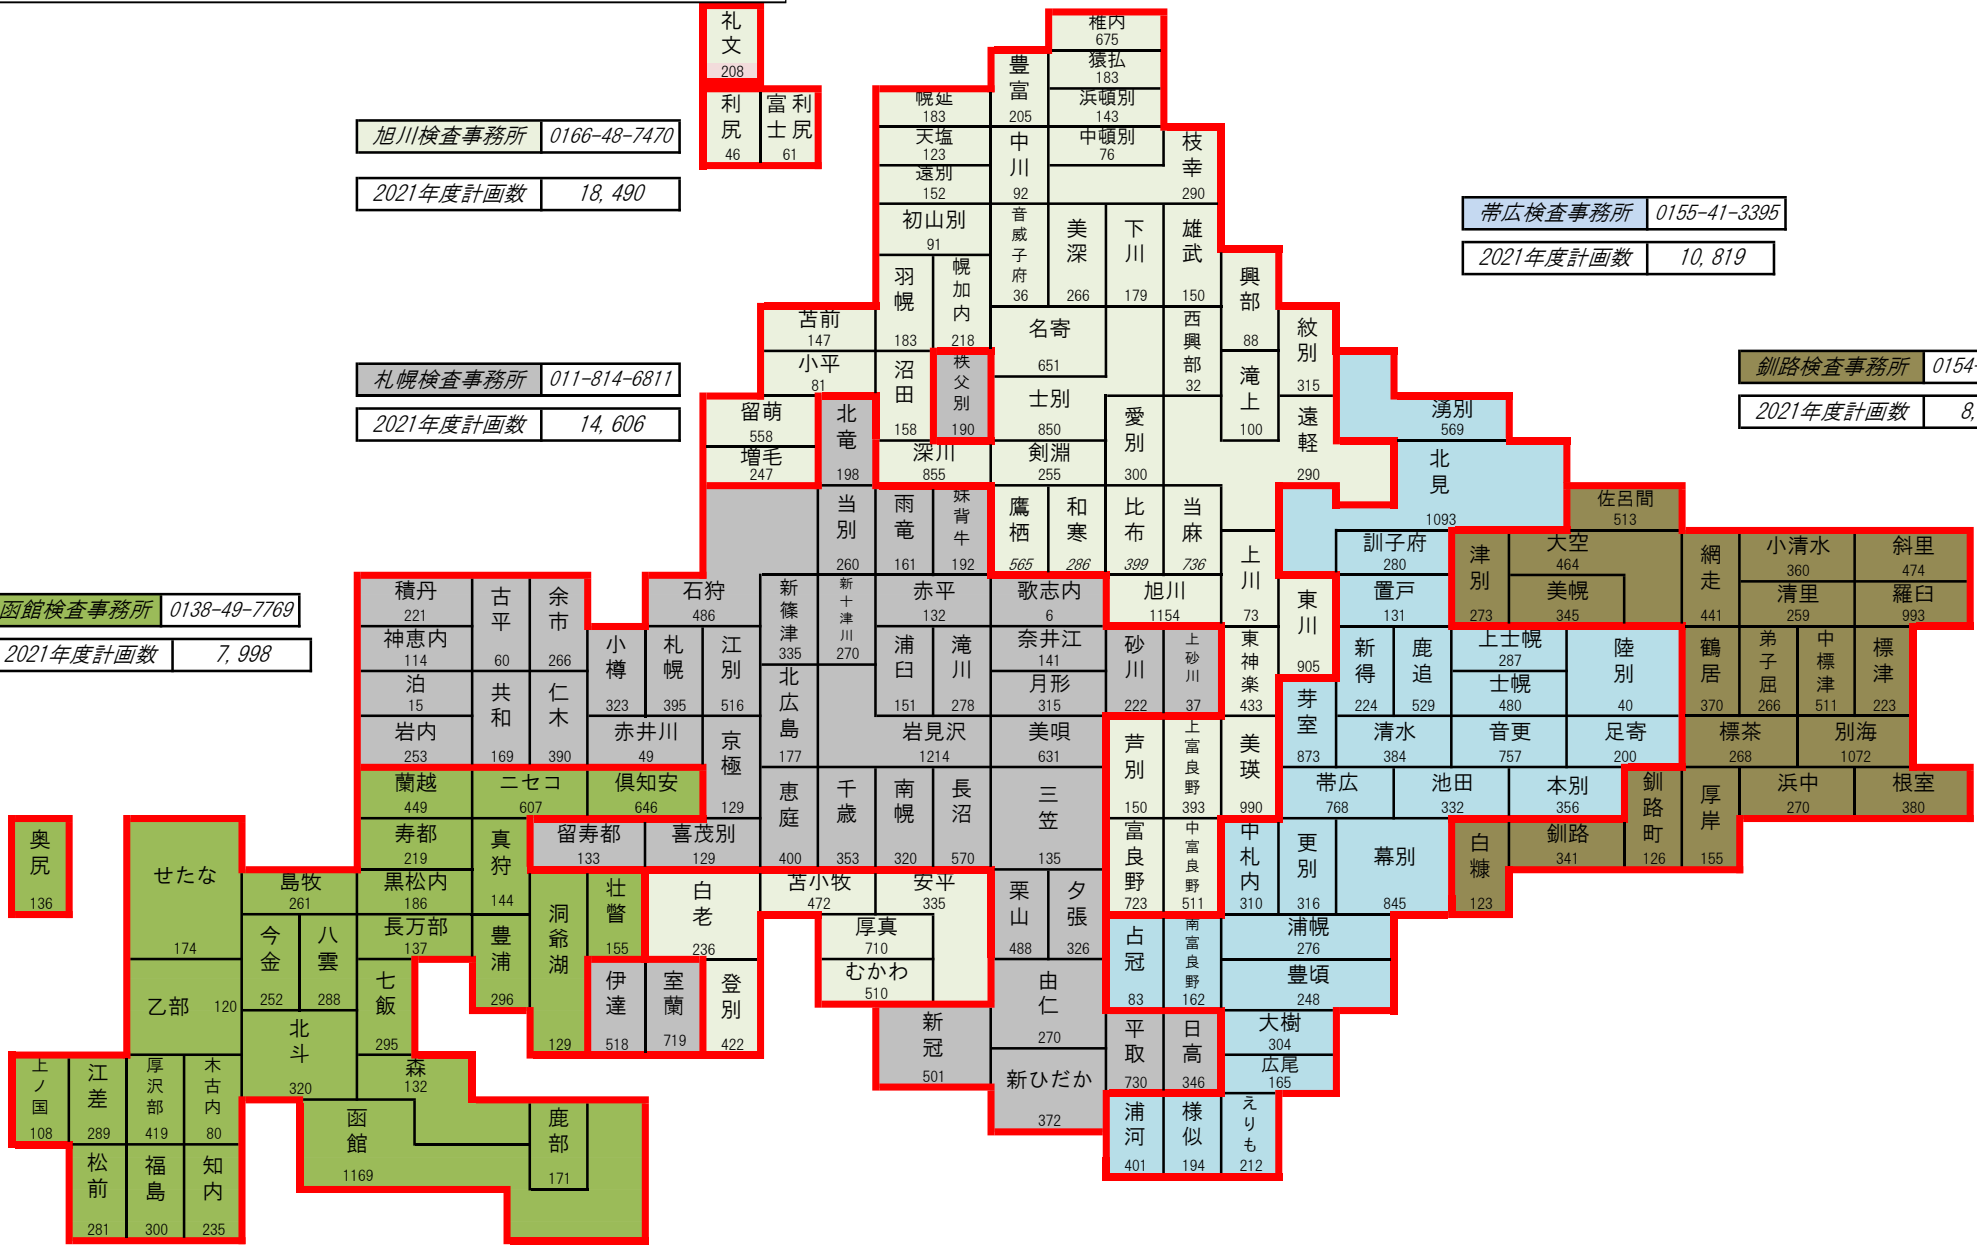 礼文
208
利尻
46
利尻富士
61
旭川検査事務所 0166-48-7470
2021年度計画数 18,490
稚内
675
猿払
183
豊富
205
浜頓別
143
幌延
183
天塩
123
遠別
152
中川
92
中頓別
76
枝幸
290
帯広検査事務所 0155-41-3395
2021年度計画数 10,819
初山別
91
音威子府
36
美深
266
下川
179
雄武
150
羽幌
183
幌加内
218
興部
88
苫前
147
名寄
651
西興部
32
紋別
315
小平
81
沼田
158
秩父別
190
滝上
100
札幌検査事務所 011-814-6811
2021年度計画数 14,606
釧路検査事務所 0154-
2021年度計画数 8,
留萌
558
増毛
247
北竜
198
士別
850
愛別
300
遠軽
290
湧別
569
深川
855
剣淵
255
北見
1093
佐呂間
513
当別
260
雨竜
161
妹背牛
192
鷹栖
565
和寒
286
比布
399
当麻
736
上川
73
訓子府
280
津別
273
大空
464
美幌
345
網走
441
小清水
360
斜里
474
清里
259
羅臼
993
置戸
131
函館検査事務所 0138-49-7769
2021年度計画数 7,998
積丹
221
古平
60
余市
266
石狩
486
新篠津
335
新十津川
270
赤平
132
歌志内
6
旭川
1154
東川
905
神恵内
114
小樽
323
札幌
395
江別
516
浦臼
151
滝川
278
奈井江
141
砂川
222
上砂川
37
東神楽
433
新得
224
鹿追
529
上士幌
287
陸別
40
鶴居
370
弟子屈
266
中標津
511
標津
223
泊
15
共和
169
仁木
390
北広島
177
月形
315
芽室
873
士幌
480
岩内
253
赤井川
49
京極
129
岩見沢
1214
美唄
631
芦別
150
上富良野
393
美瑛
990
清水
384
音更
757
足寄
200
標茶
268
別海
1072
蘭越
449
ニセコ
607
倶知安
646
恵庭
400
千歳
353
南幌
320
長沼
570
三笠
135
帯広
768
池田
332
本別
356
釧路町
126
厚岸
155
浜中
270
根室
380
奥尻
136
せたな
174
寿都
219
真狩
144
留寿都
133
喜茂別
129
富良野
723
中富良野
511
中札内
310
更別
316
幕別
845
白糠
123
釧路
341
島牧
261
黒松内
186
洞爺湖
129
壮瞥
155
白老
236
苫小牧
472
安平
335
栗山
488
夕張
326
今金
252
八雲
288
長万部
137
豊浦
296
厚真
710
占冠
83
南富良野
162
浦幌
276
乙部 120
七飯
295
伊達
518
室蘭
719
登別
422
むかわ
510
由仁
270
豊頃
248
北斗
320
新冠
501
平取
730
日高
346
大樹
304
上ノ国
108
江差
289
厚沢部
419
木古内
80
森
132
新ひだか
372
広尾
165
函館
1169
鹿部
171
浦河
401
様似
194
えりも
212
松前
281
福島
300
知内
235